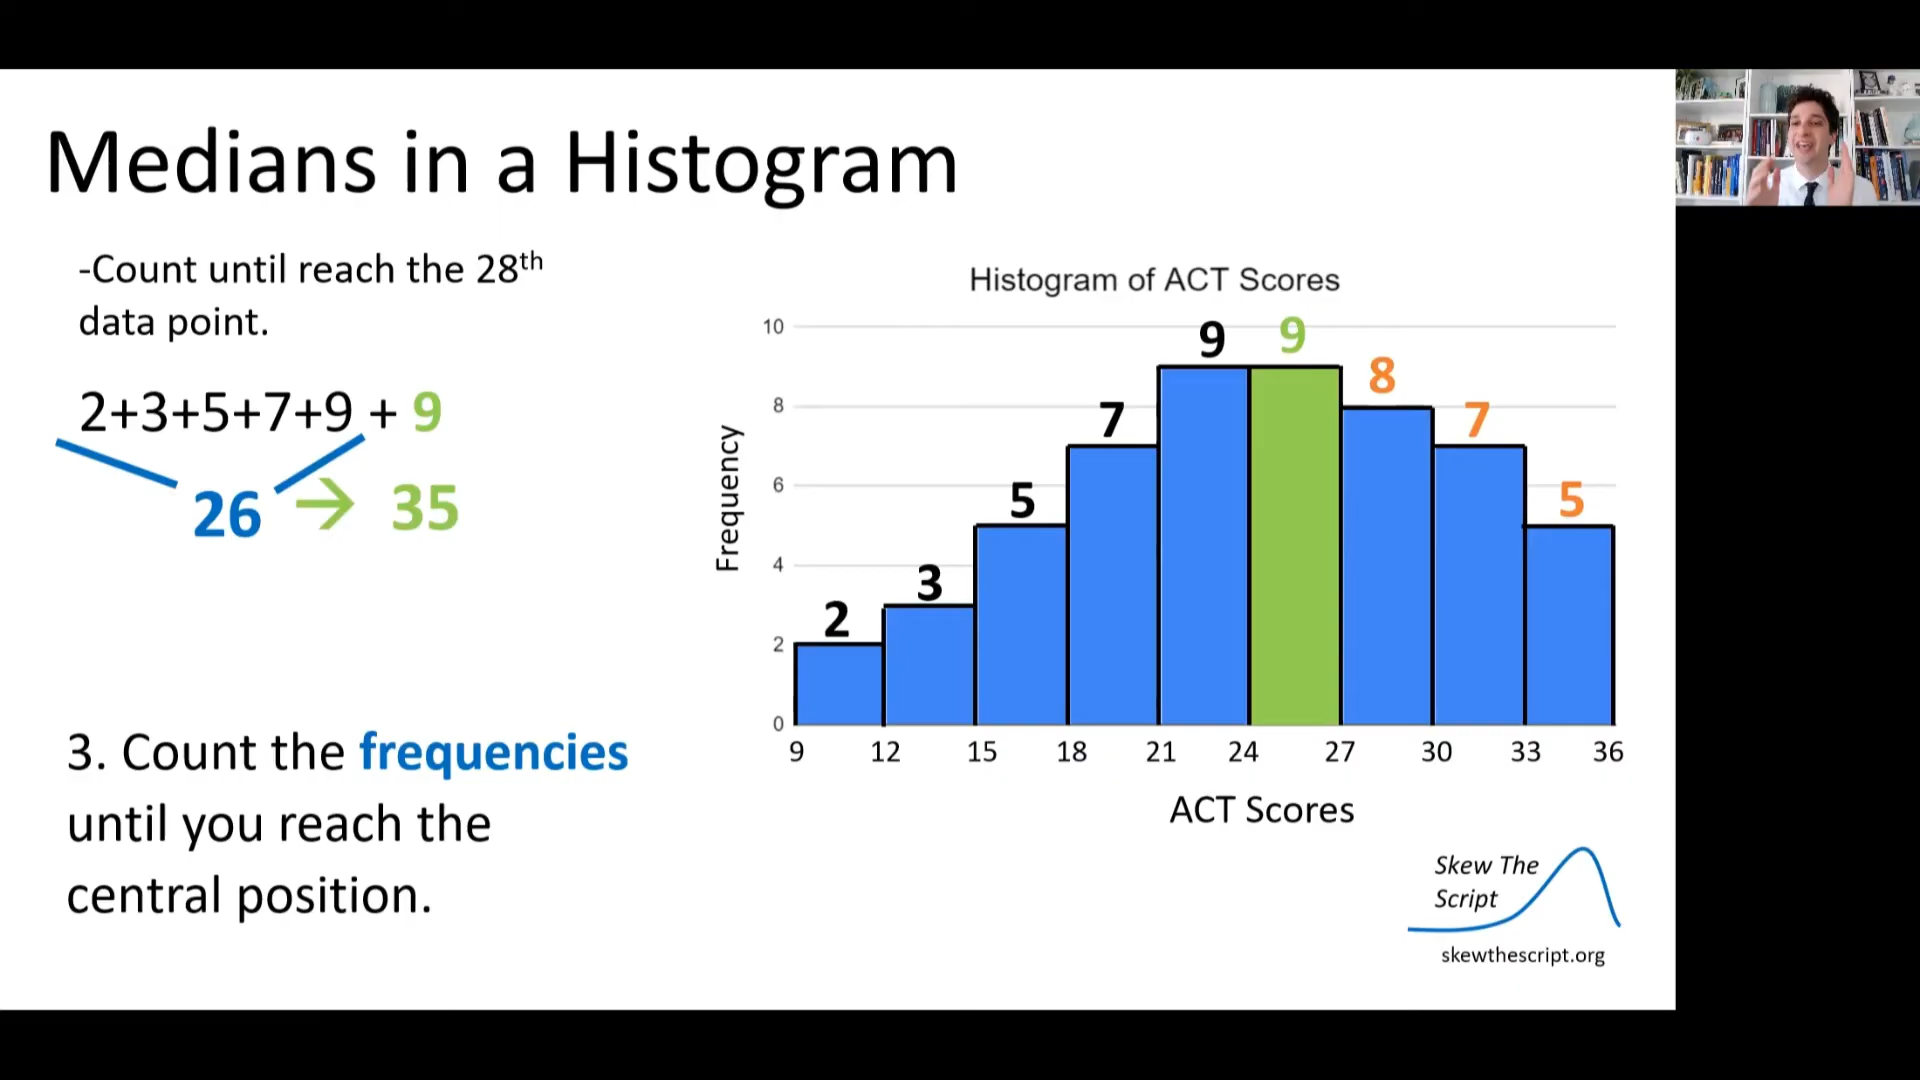 Medians in a Histogram
-Count until reach the 28th
data point.
2+3+5+7+9 + 9
26 → 35
3. Count the frequencies
until you reach the
central position.
Histogram of ACT Scores
10
8
6
4
2
0
Frequency
2
3
5
7
9
9
8
7
5
9 12 15 18 21 24 27 30 33 36
ACT Scores
Skew The
Script
skewthescript.org